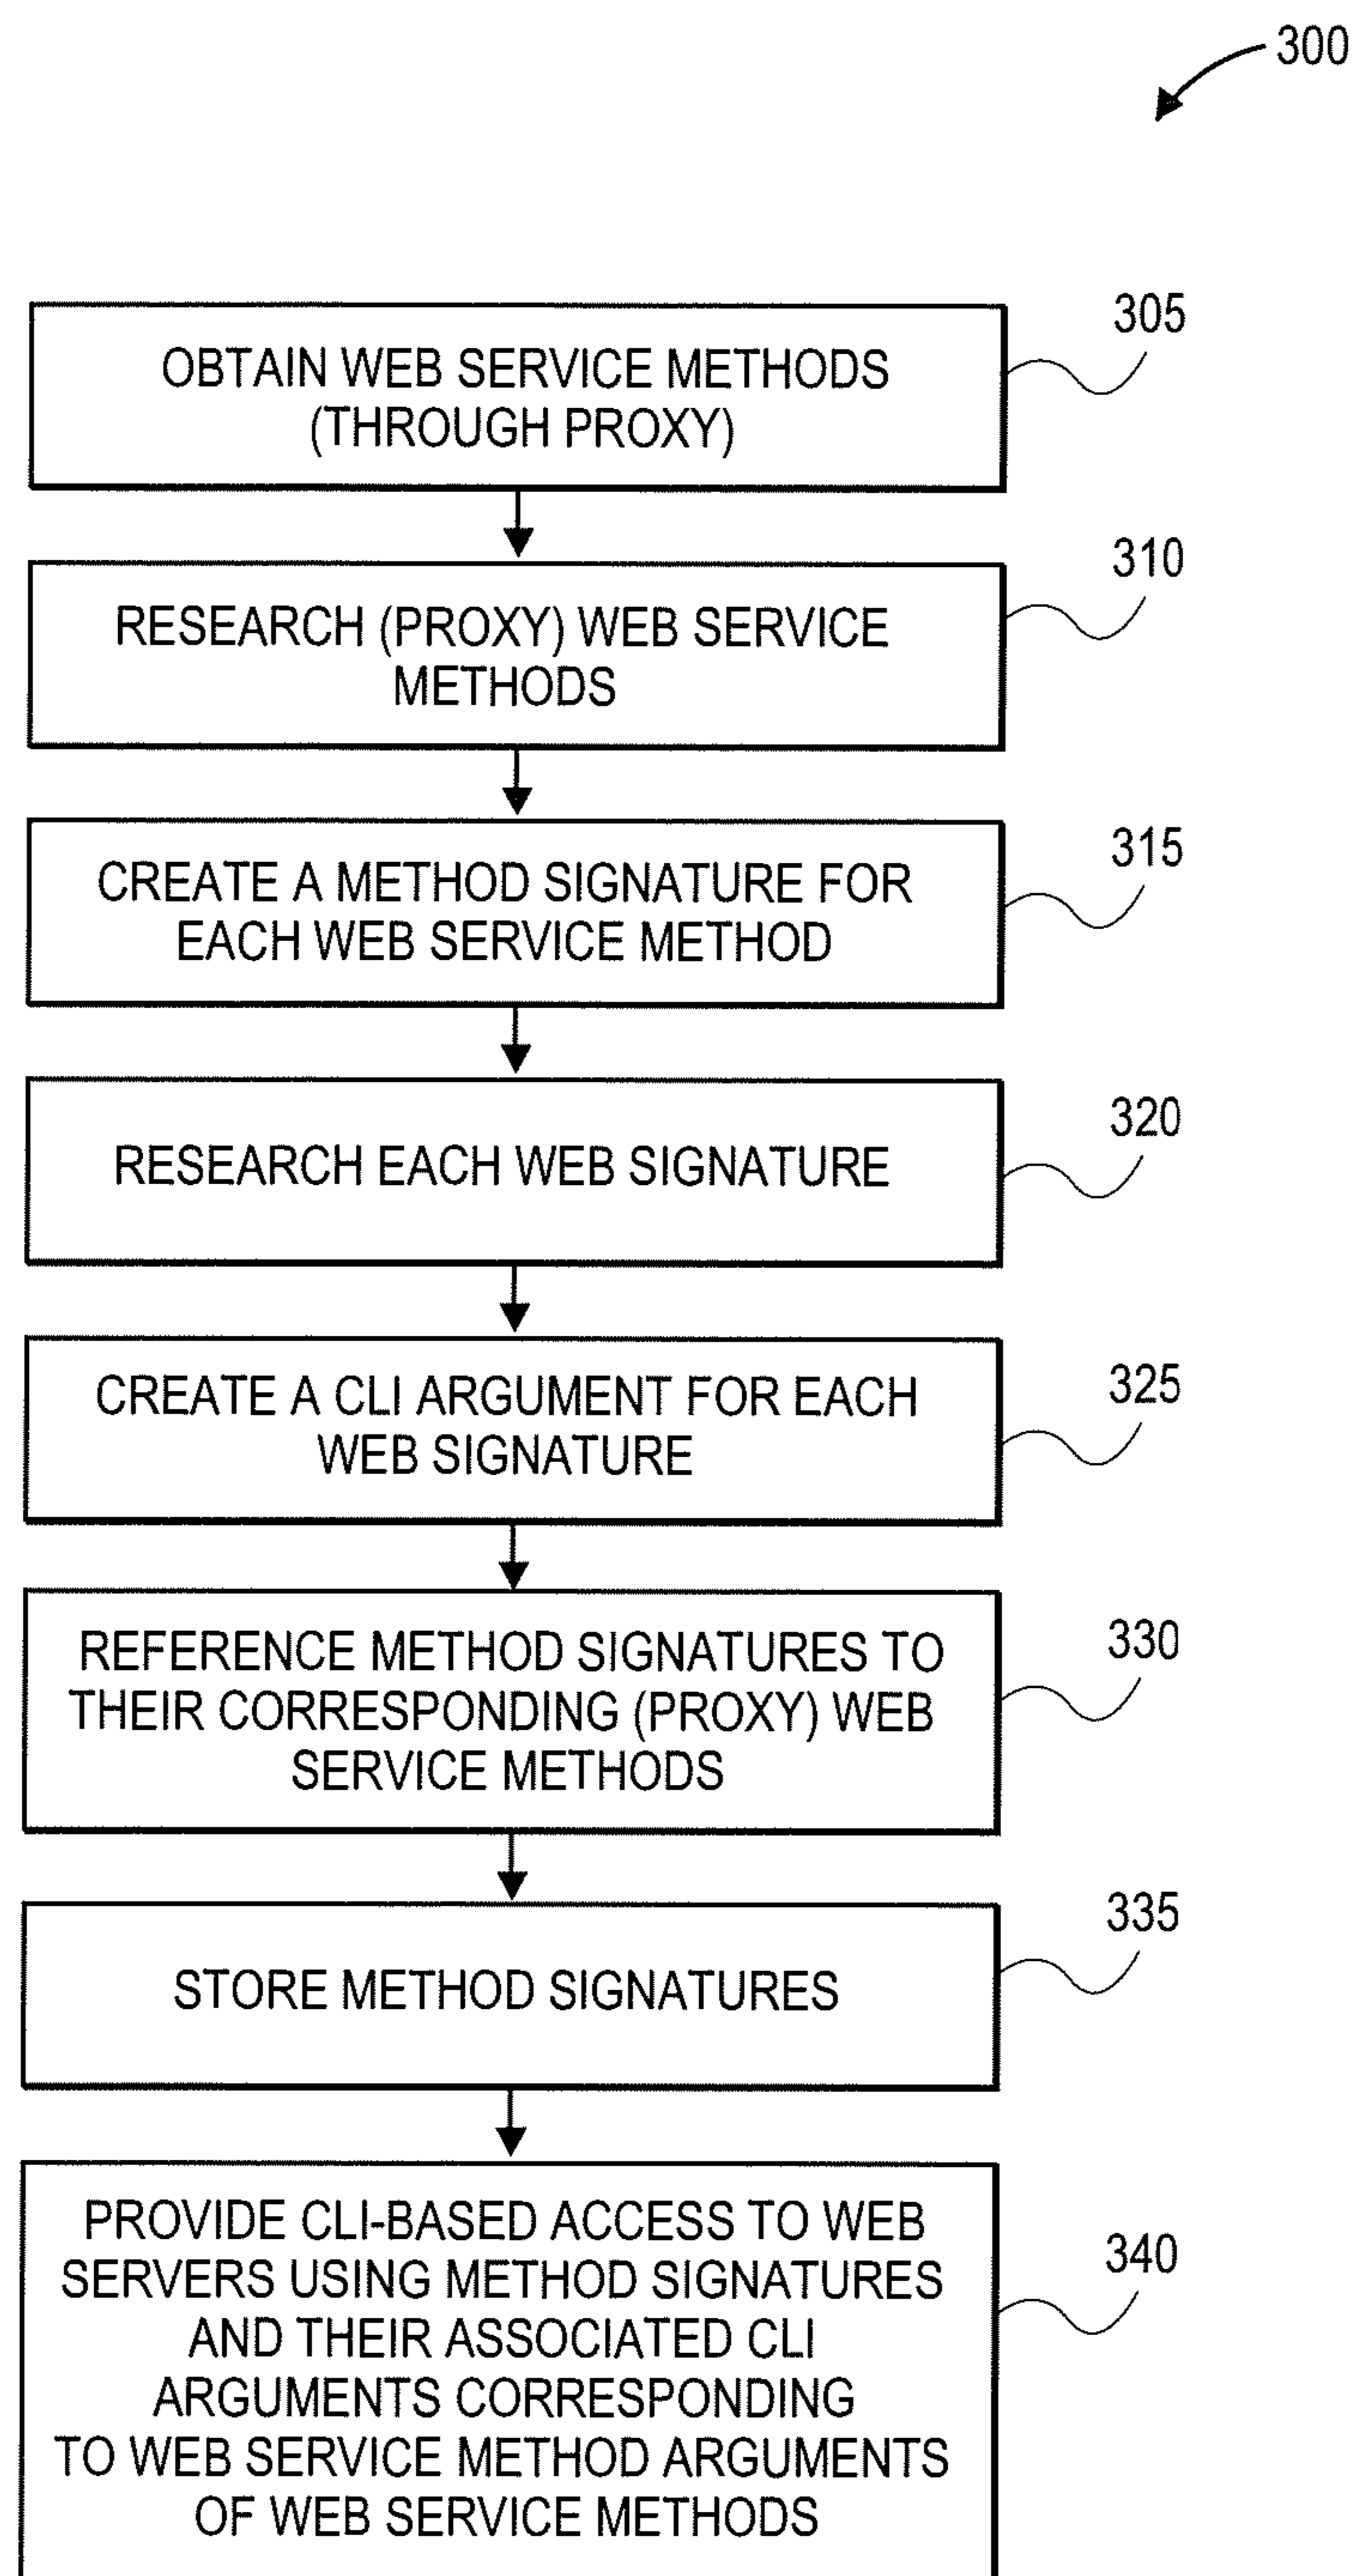 300
OBTAIN WEB SERVICE METHODS
(THROUGH PROXY)
305
RESEARCH (PROXY) WEB SERVICE
METHODS
310
CREATE A METHOD SIGNATURE FOR
EACH WEB SERVICE METHOD
315
RESEARCH EACH WEB SIGNATURE
320
CREATE A CLI ARGUMENT FOR EACH
WEB SIGNATURE
325
REFERENCE METHOD SIGNATURES TO
THEIR CORRESPONDING (PROXY) WEB
SERVICE METHODS
330
STORE METHOD SIGNATURES
335
PROVIDE CLI-BASED ACCESS TO WEB
SERVERS USING METHOD SIGNATURES
AND THEIR ASSOCIATED CLI
ARGUMENTS CORRESPONDING
TO WEB SERVICE METHOD ARGUMENTS
OF WEB SERVICE METHODS
340